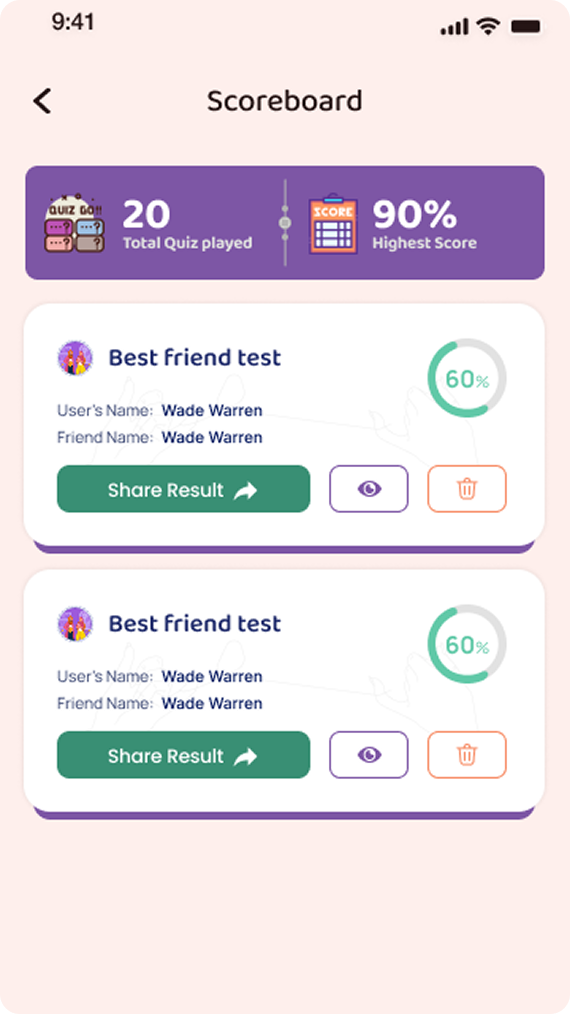 9:41
Scoreboard
QUIZ GO!!
20
Total Quiz played
SCORE
90%
Highest Score
Best friend test
60%
User's Name: Wade Warren
Friend Name: Wade Warren
Share Result
Best friend test
60%
User's Name: Wade Warren
Friend Name: Wade Warren
Share Result